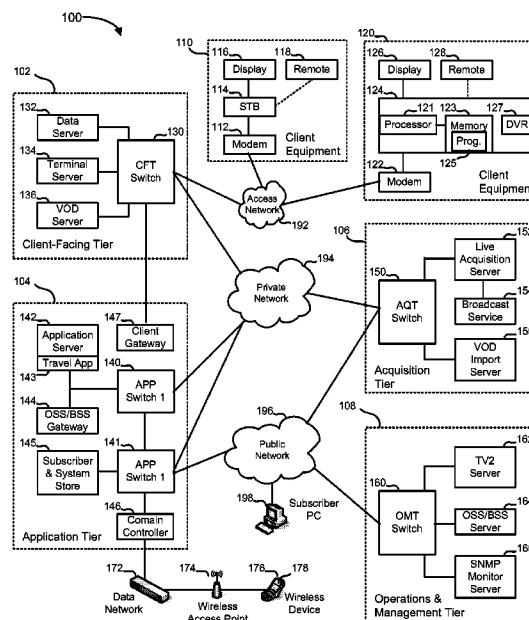 100
102
132
Data Server
134
Terminal Server
136
VOD Server
130
CFT Switch
Client-Facing Tier
110
116
Display
118
Remote
114
STB
112
Modem
Client Equipment
120
126
Display
128
Remote
124
121
Processor
123
Memory
Prog.
125
127
DVR
122
Modem
Client Equipment
Access Network
192
194
Private Network
104
142
Application Server
Travel App
143
147
Client Gateway
140
APP Switch 1
144
OSS/BSS Gateway
141
APP Switch 1
145
Subscriber & System Store
146
Comain Controller
Application Tier
196
Public Network
198
Subscriber PC
172
Data Network
174
Wireless Access Point
176
178
Wireless Device
106
150
AQT Switch
Live Acquisition Server
Broadcast Service
VOD Import Server
Acquisition Tier
108
160
OMT Switch
TV2 Server
OSS/BSS Server
SNMP Monitor Server
Operations & Management Tier